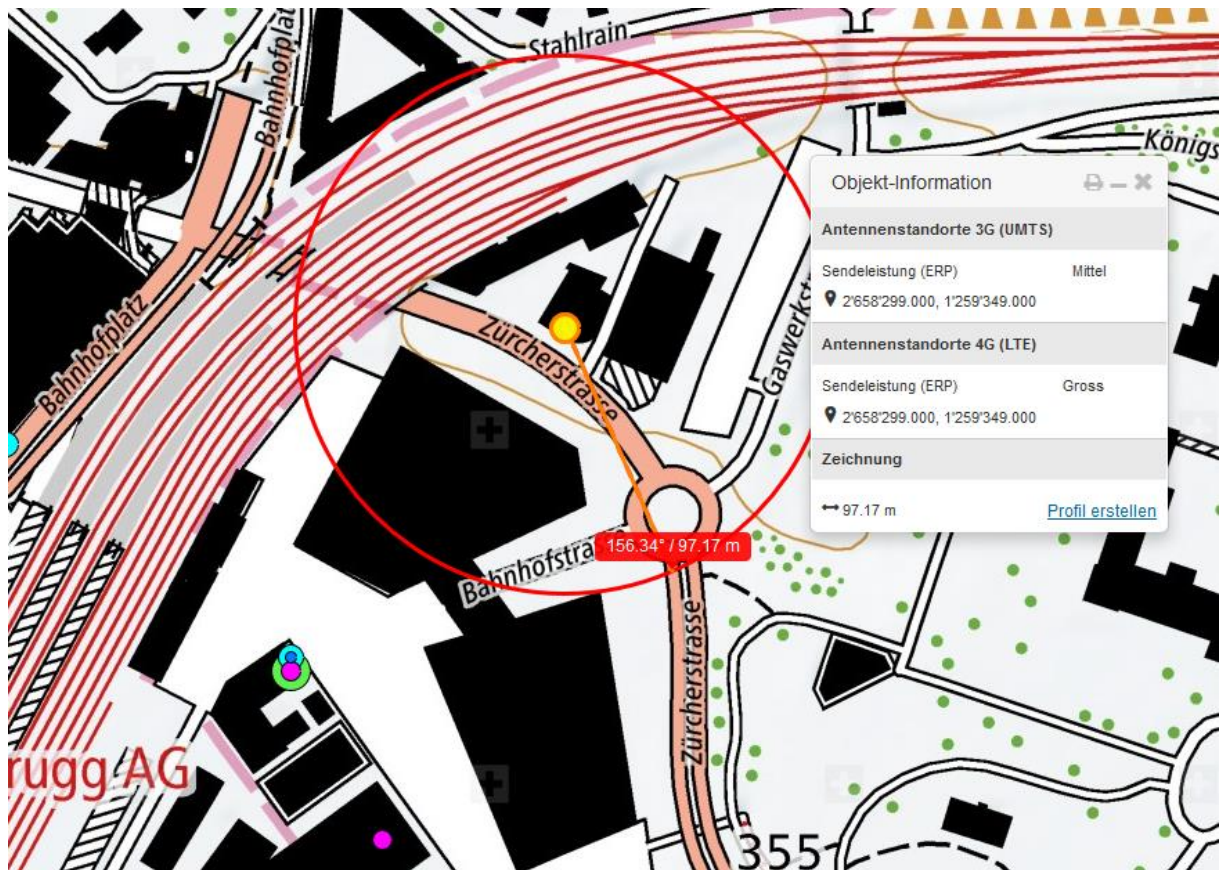 Stahlrain
Bahnhofplatz
Königs
Objekt-Information
Antennenstandorte 3G (UMTS)
Sendeleistung (ERP) Mittel
2'658'299.000, 1'259'349.000
Antennenstandorte 4G (LTE)
Sendeleistung (ERP) Gross
2'658'299.000, 1'259'349.000
Zeichnung
97.17 m Profil erstellen
Bahnhofplatz
Zürcherstrasse
Gaswerkst
156.34° / 97.17 m
Bahnhofstras
Zürcherstrasse
rugg AG
355